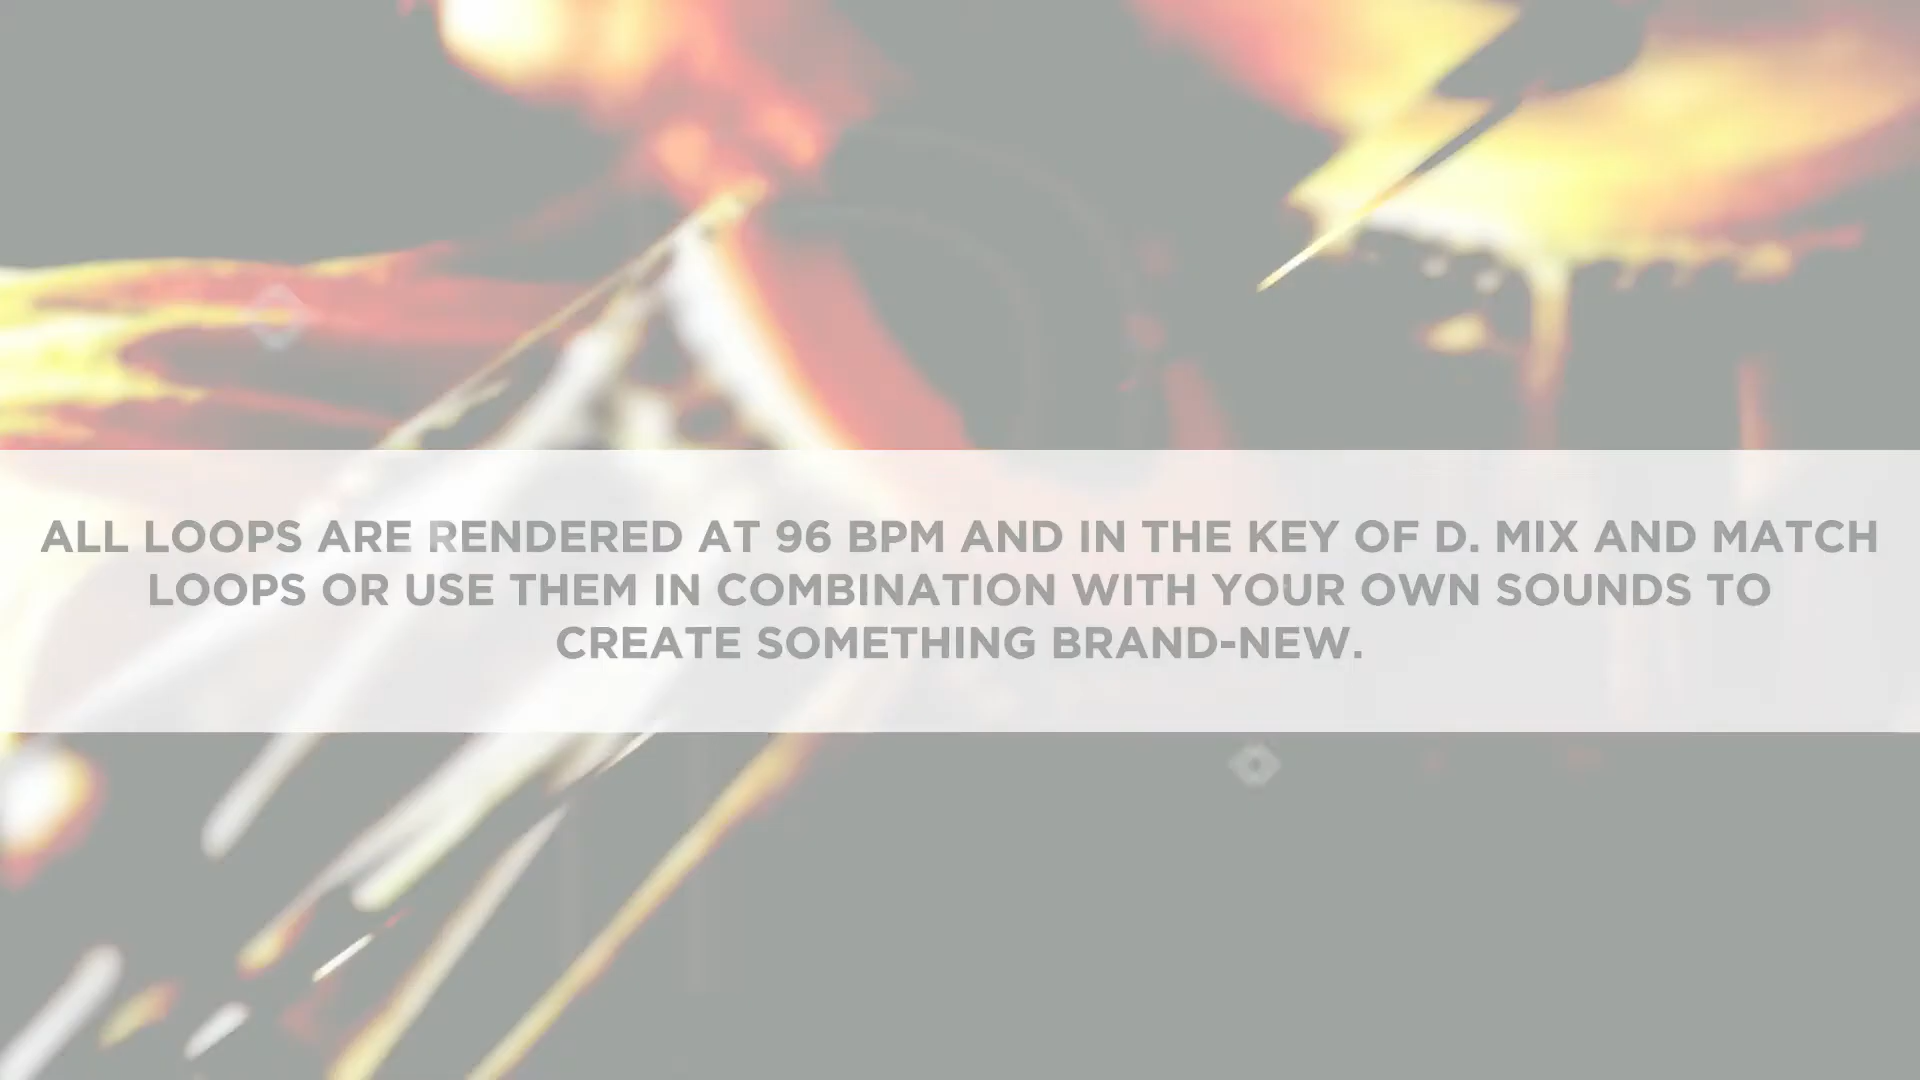 ALL LOOPS ARE RENDERED AT 96 BPM AND IN THE KEY OF D. MIX AND MATCH
LOOPS OR USE THEM IN COMBINATION WITH YOUR OWN SOUNDS TO
CREATE SOMETHING BRAND-NEW.